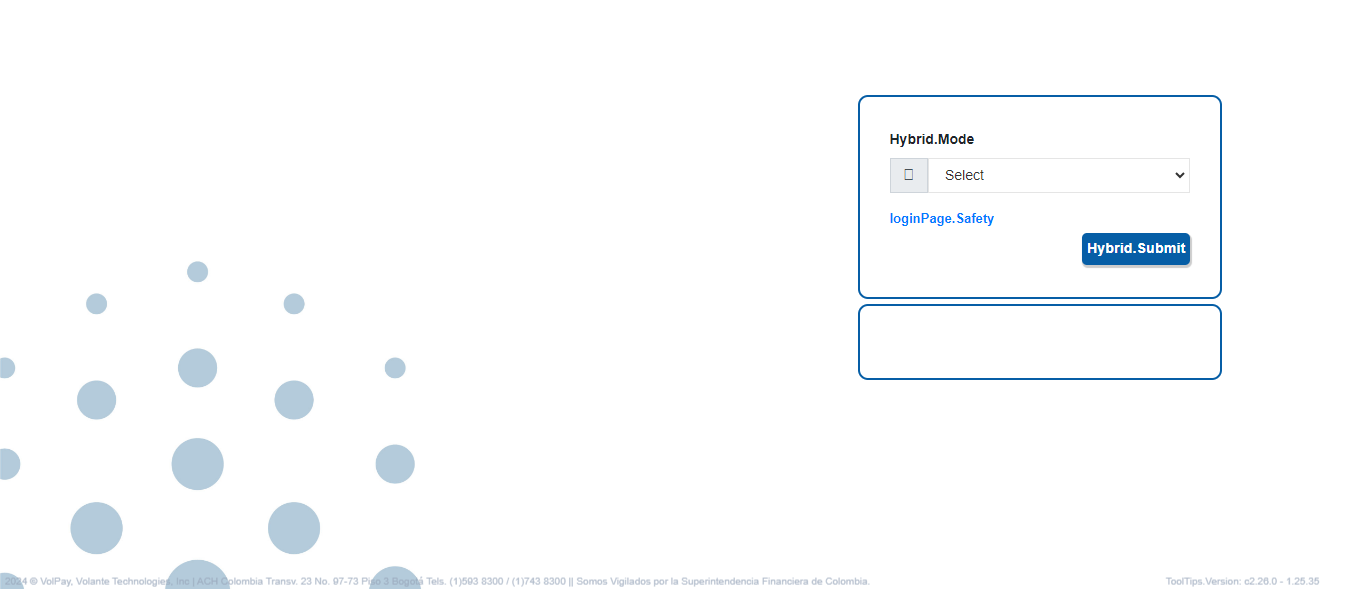 Hybrid.Mode
Select
loginPage.Safety
Hybrid.Submit
2024 © VolPay, Volante Technologies, Inc | ACH Colombia Transv. 23 No. 97-73 Piso 3 Bogotá Tels. (1)593 8300 / (1)743 8300 || Somos Vigilados por la Superintendencia Financiera de Colombia.
ToolTips.Version: c2.26.0 - 1.25.35